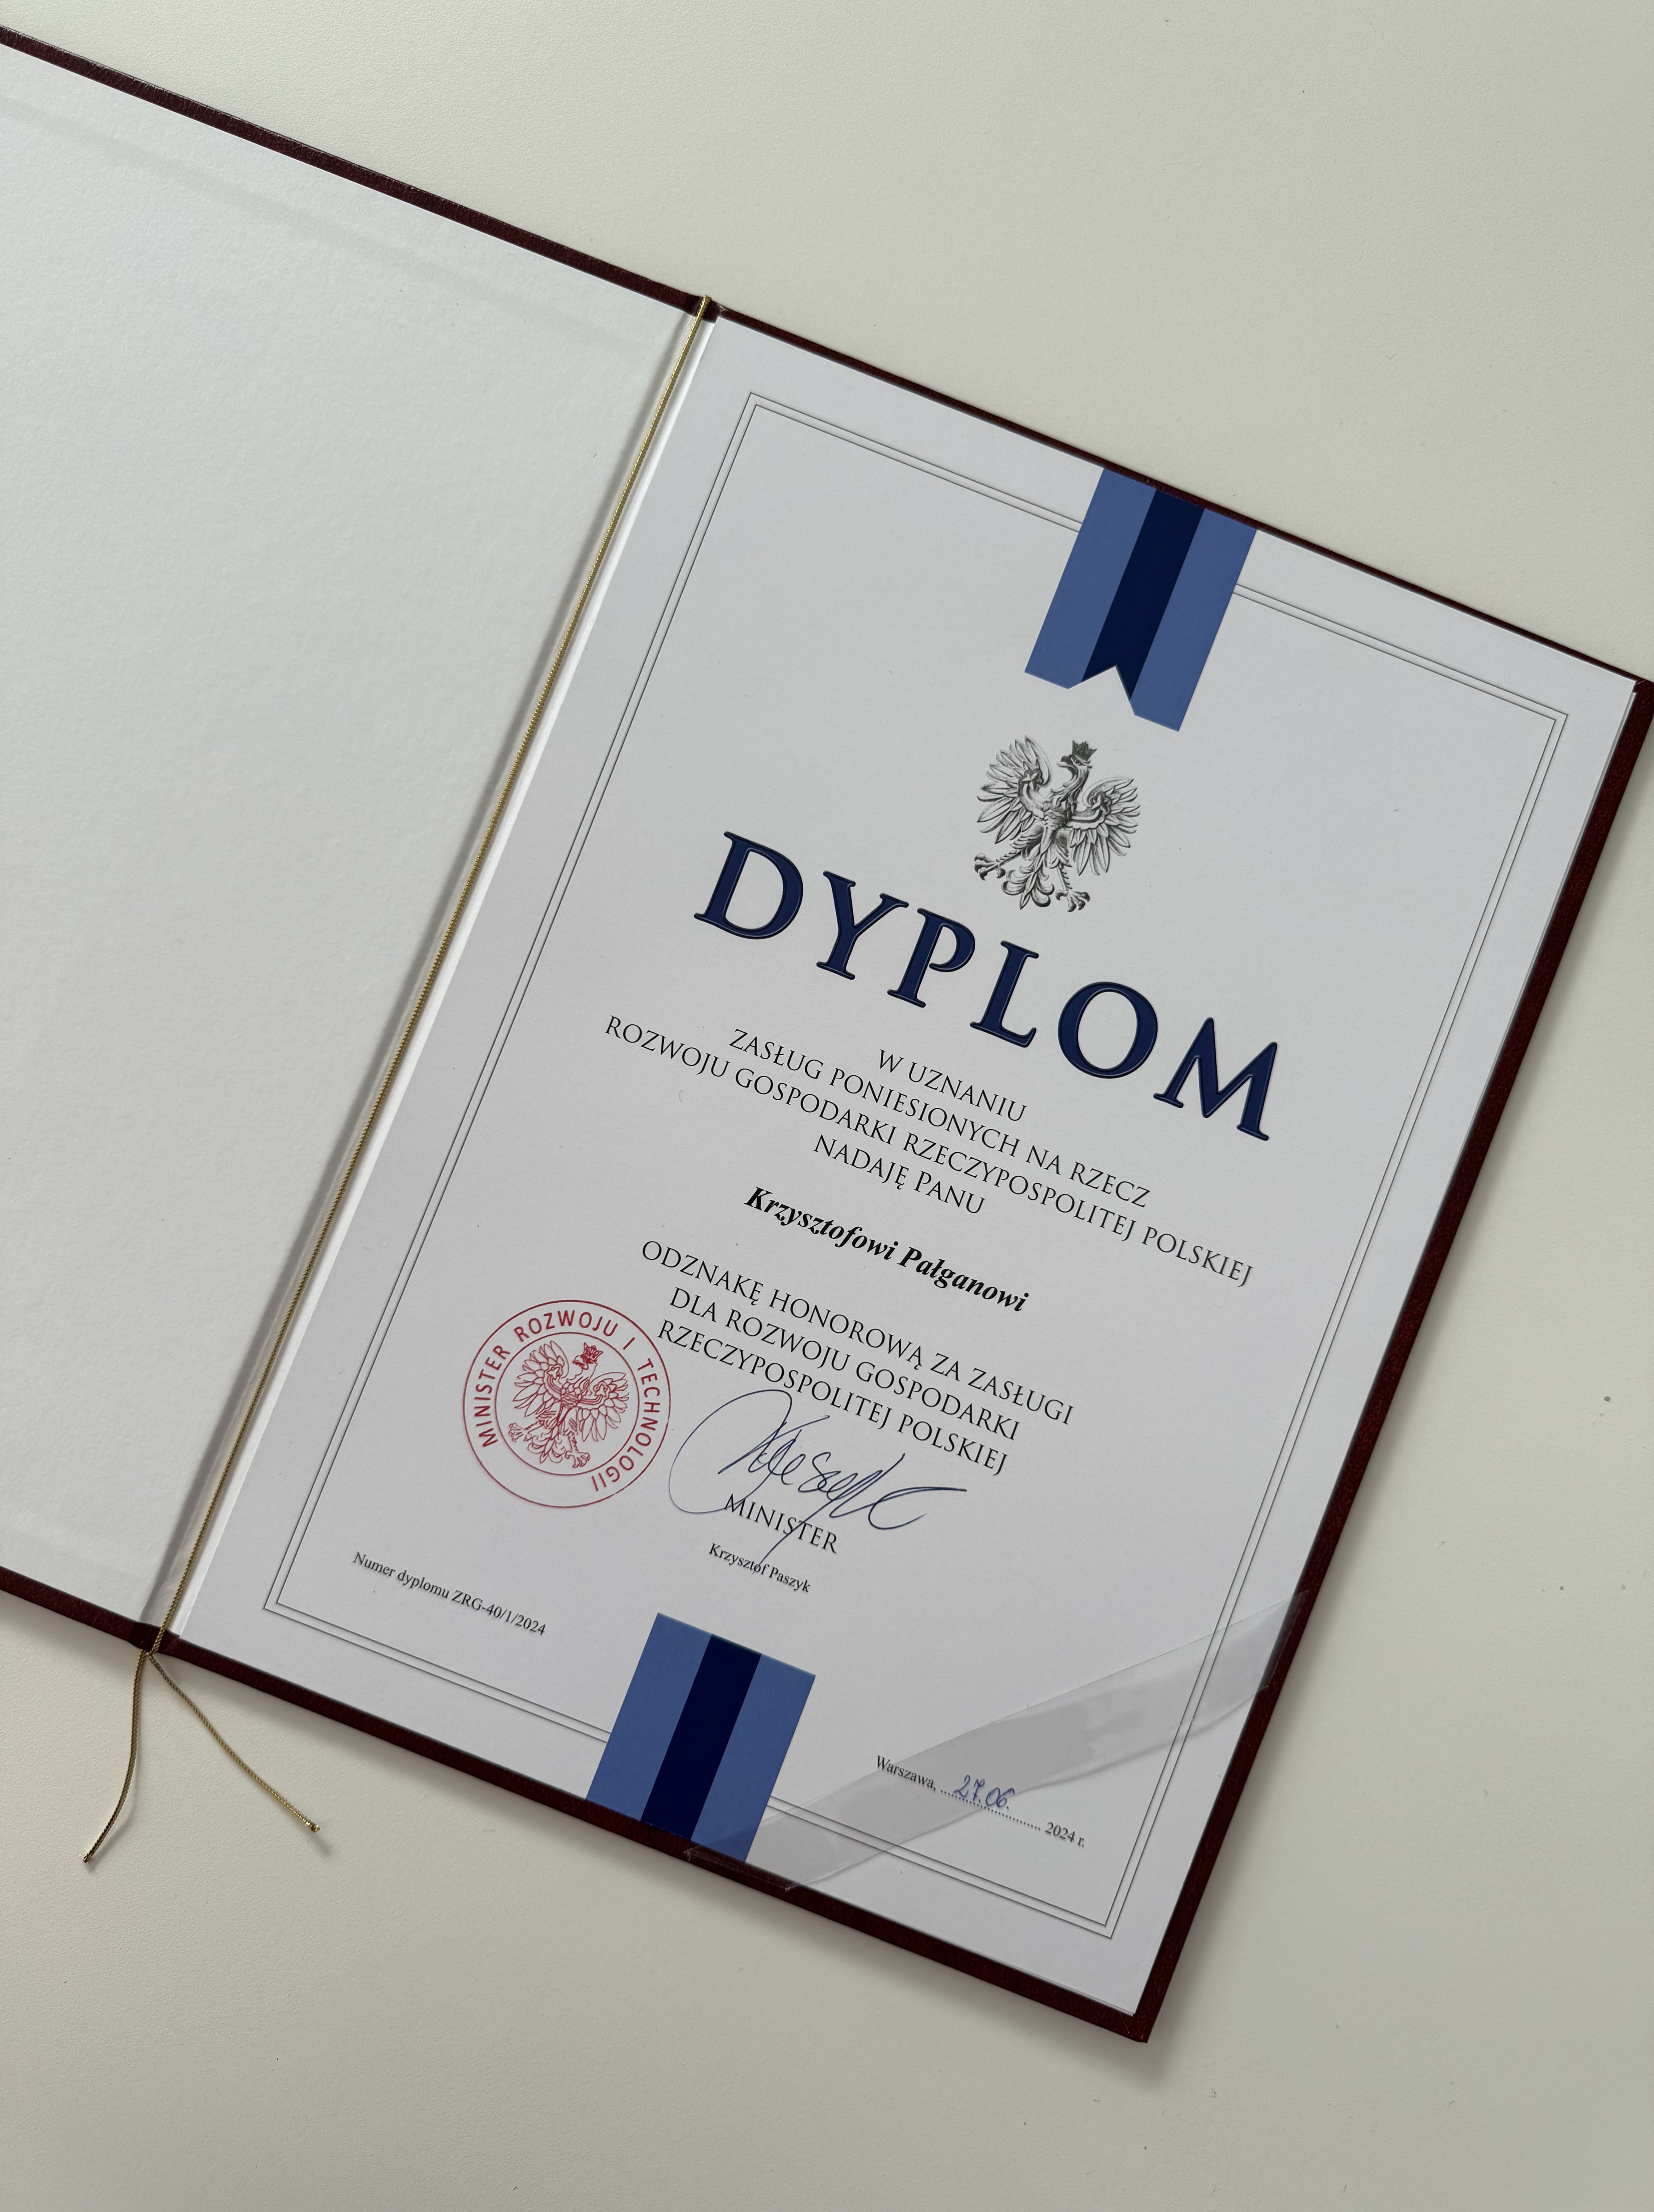 DYPLOM
W UZNANIU
ZASŁUG PONIESIONYCH NA RZECZ
ROZWOJU GOSPODARKI RZECZYPOSPOLITEJ POLSKIEJ
NADAJĘ PANU
Krzysztofowi Pałganowi
ODZNAKĘ HONOROWĄ ZA ZASŁUGI
DLA ROZWOJU GOSPODARKI
RZECZYPOSPOLITEJ POLSKIEJ
MINISTER ROZWOJU I TECHNOLOGII
MINISTER
Krzysztof Paszyk
Numer dyplomu ZRG-40/1/2024
Warszawa, 27.06. 2024 r.